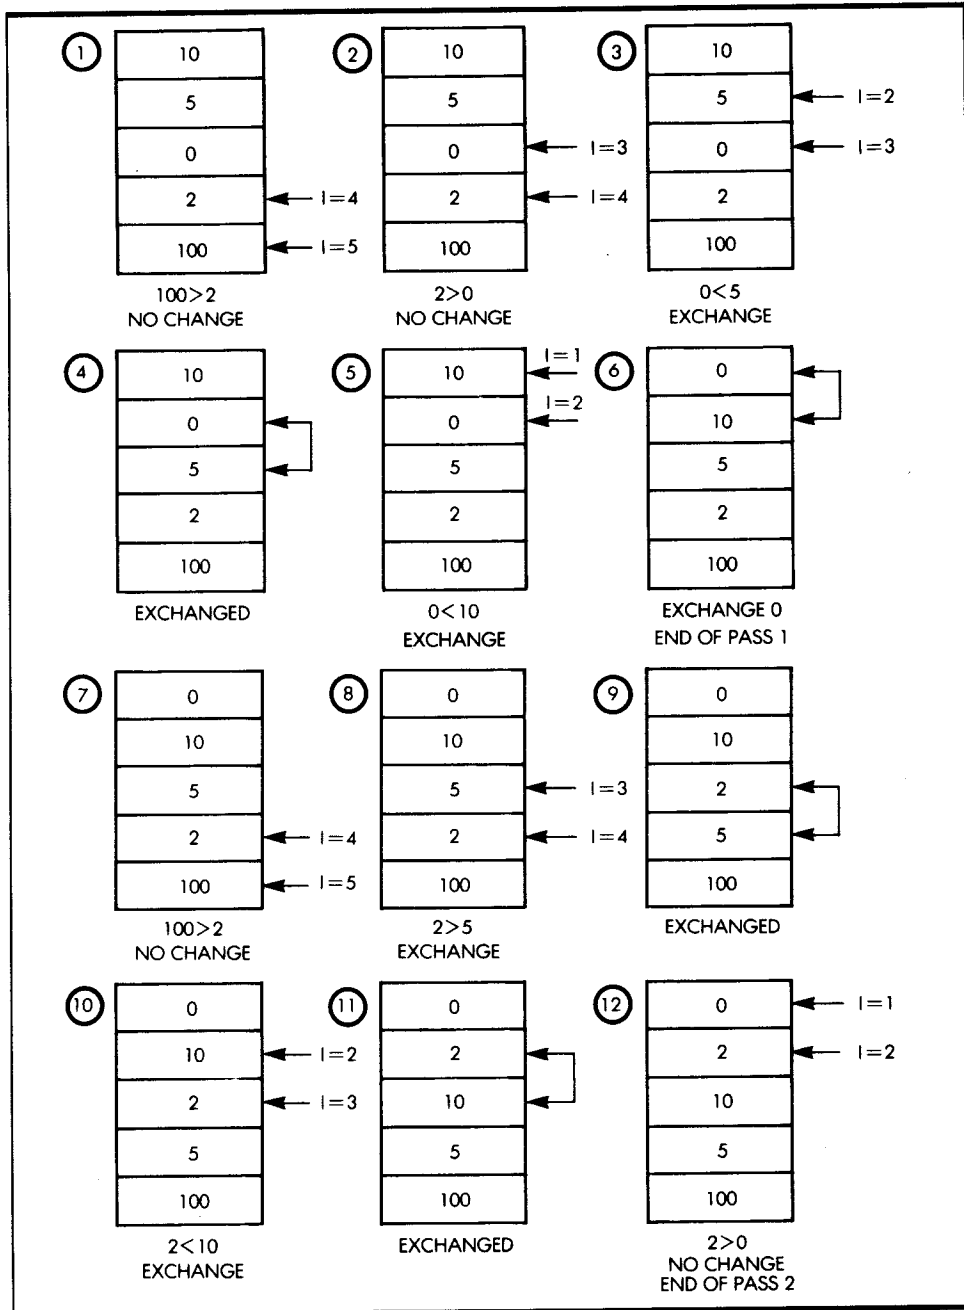 1
10
5
0
2
I=4
100
I=5
100>2
NO CHANGE
2
10
5
0
I=3
2
I=4
100
2>0
NO CHANGE
3
10
5
I=2
0
I=3
2
100
0<5
EXCHANGE
4
10
0
5
2
100
EXCHANGED
5
10
I=1
0
I=2
5
2
100
0<10
EXCHANGE
6
0
10
5
2
100
EXCHANGE 0
END OF PASS 1
7
0
10
5
2
I=4
100
I=5
100>2
NO CHANGE
8
0
10
5
I=3
2
I=4
100
2>5
EXCHANGE
9
0
10
2
5
100
EXCHANGED
10
0
10
I=2
2
I=3
5
100
2<10
EXCHANGE
11
0
2
10
5
100
EXCHANGED
12
0
I=1
2
I=2
10
5
100
2>0
NO CHANGE
END OF PASS 2